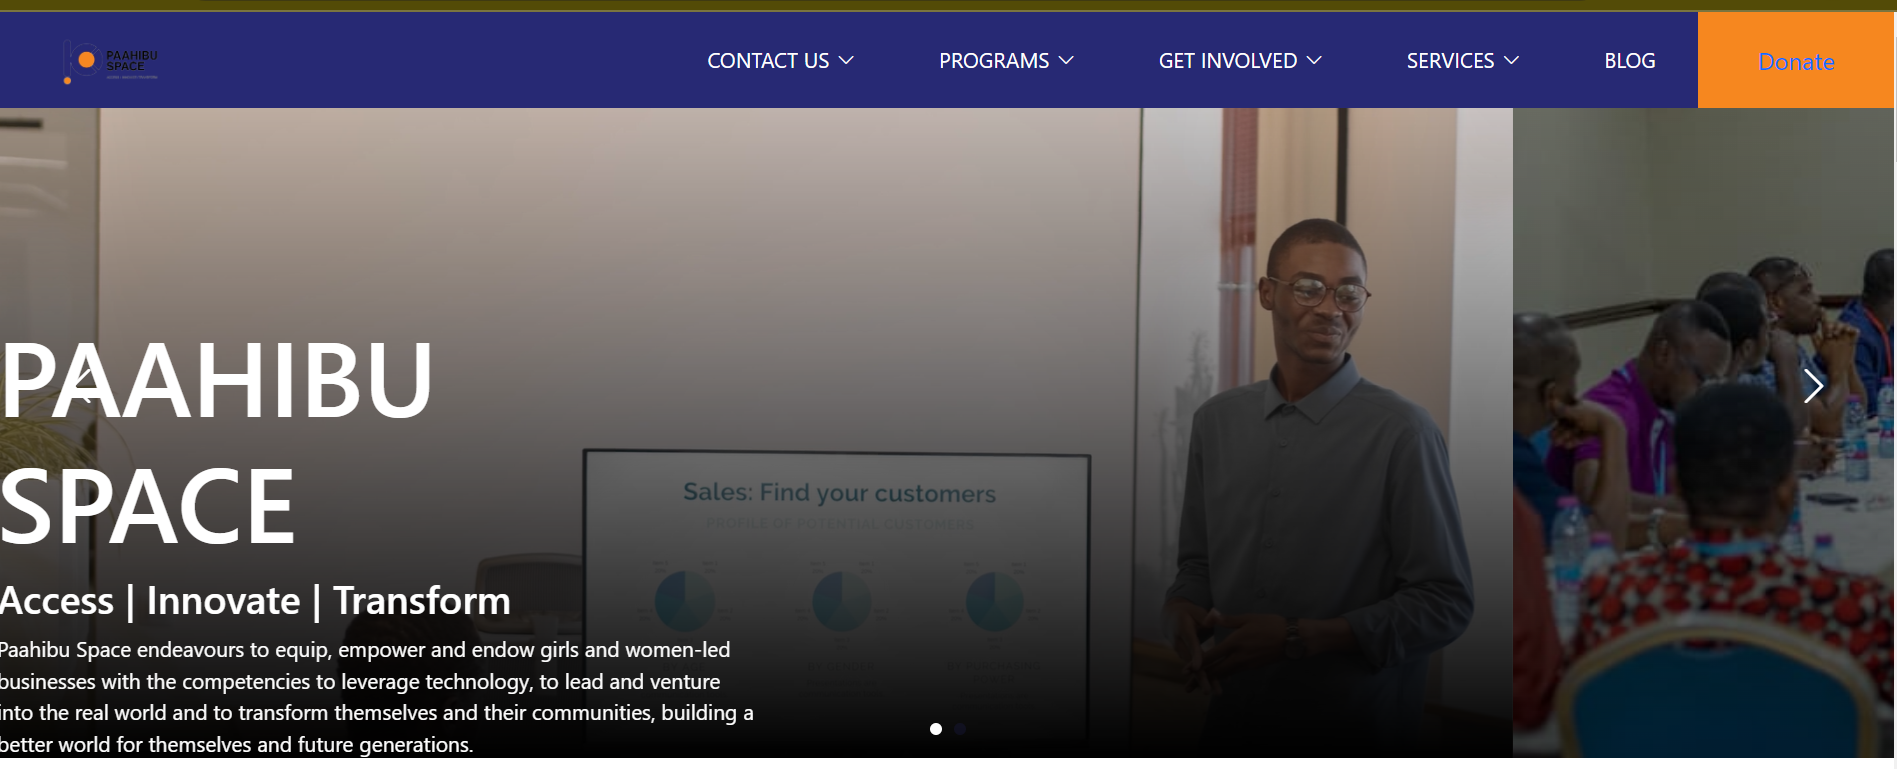 PAAHIBU
SPACE
CONTACT US
PROGRAMS
GET INVOLVED
SERVICES
BLOG
Donate
PAAHIBU
SPACE
Access | Innovate | Transform
Paahibu Space endeavours to equip, empower and endow girls and women-led
businesses with the competencies to leverage technology, to lead and venture
into the real world and to transform themselves and their communities, building a
better world for themselves and future generations.
Sales: Find your customers
PROFILE OF POTENTIAL CUSTOMERS